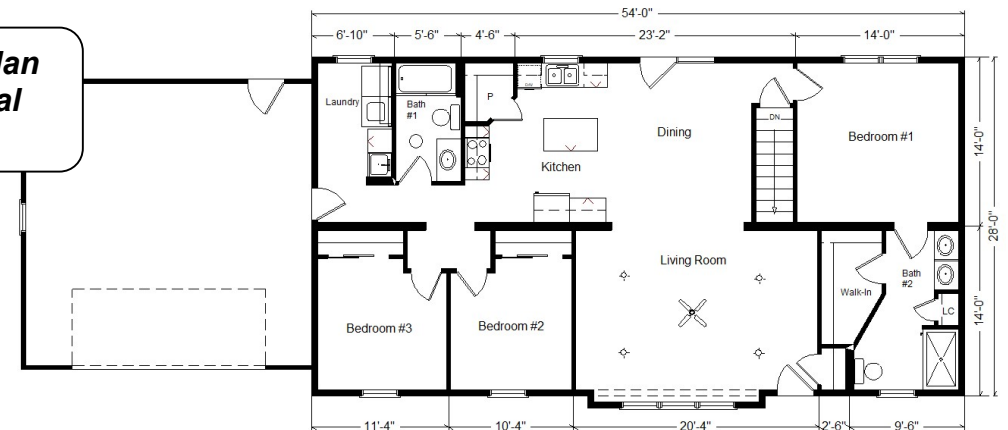 lan
al
54'-0"
6'-10"
5'-6"
4'-6"
23'-2"
14'-0"
Laundry
Bath
#1
P
DW
Kitchen
Dining
DN
Bedroom #1
14'-0"
28'-0"
14'-0"
Living Room
Bath
#2
Walk-In
LC
Bedroom #3
Bedroom #2
11'-4"
10'-4"
20'-4"
2'-6"
9'-6"